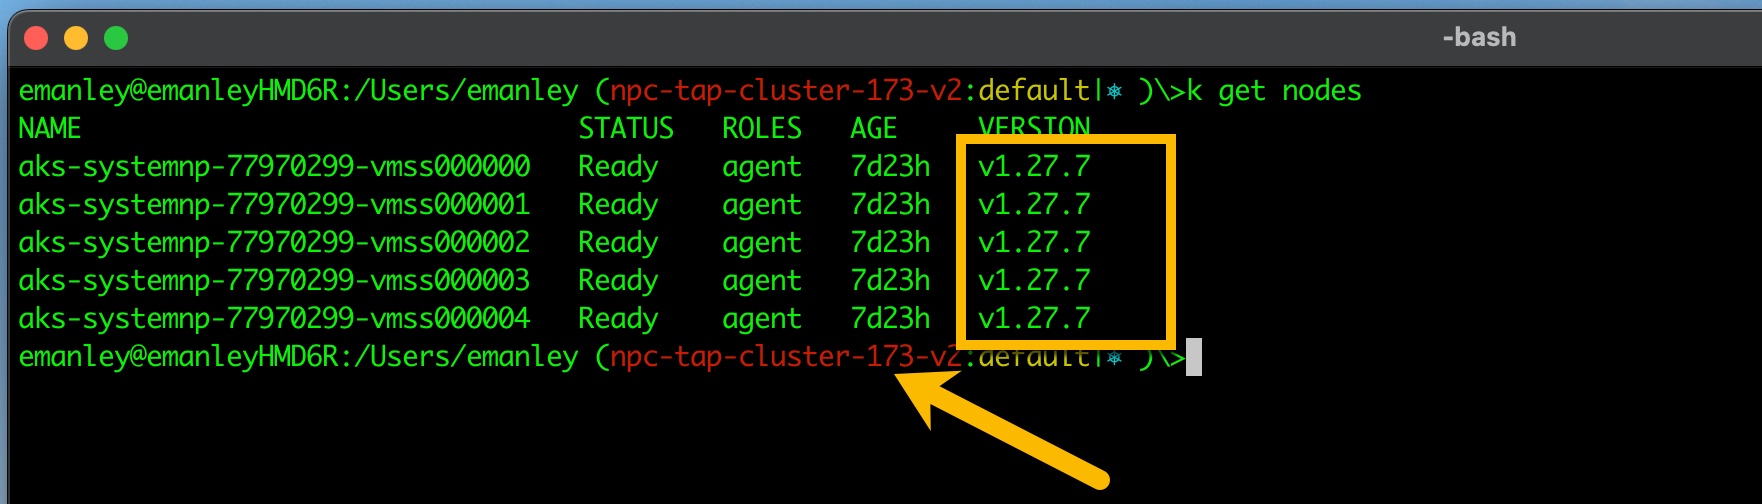 -bash
emanley@emanleyHMD6R:/Users/emanley (npc-tap-cluster-173-v2:default|⎈ )\>k get nodes
NAME STATUS ROLES AGE VERSION
aks-systemnp-77970299-vmss000000 Ready agent 7d23h v1.27.7
aks-systemnp-77970299-vmss000001 Ready agent 7d23h v1.27.7
aks-systemnp-77970299-vmss000002 Ready agent 7d23h v1.27.7
aks-systemnp-77970299-vmss000003 Ready agent 7d23h v1.27.7
aks-systemnp-77970299-vmss000004 Ready agent 7d23h v1.27.7
emanley@emanleyHMD6R:/Users/emanley (npc-tap-cluster-173-v2:default|⎈ )\>